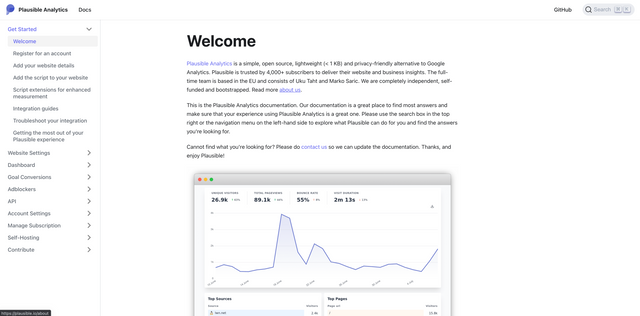 Plausible Analytics
Docs
GitHub
Search
Get Started
Welcome
Register for an account
Add your website details
Add the script to your website
Script extensions for enhanced
measurement
Integration guides
Troubleshoot your integration
Getting the most out of your
Plausible experience
Website Settings
Dashboard
Goal Conversions
Adblockers
API
Account Settings
Manage Subscription
Self-Hosting
Contribute
Welcome
Plausible Analytics is a simple, open source, lightweight (< 1 KB) and privacy-friendly alternative to Google
Analytics. Plausible is trusted by 4,000+ subscribers to deliver their website and business insights. The full-
time team is based in the EU and consists of Uku Taht and Marko Saric. We are completely independent, self-
funded and bootstrapped. Read more about us.
This is the Plausible Analytics documentation. Our documentation is a great place to find most answers and
make sure that your experience using Plausible Analytics is a great one. Please use the search box in the top
right or the navigation menu on the left-hand side to explore what Plausible can do for you and find the answers
you're looking for.
Cannot find what you're looking for? Please do contact us so we can update the documentation. Thanks, and
enjoy Plausible!
UNIQUE VISITORS
TOTAL PAGEVIEWS
BOUNCE RATE
VISIT DURATION
26.9k
89.1k
55%
2m 13s
Top Sources
Top Pages
https://plausible.io/about